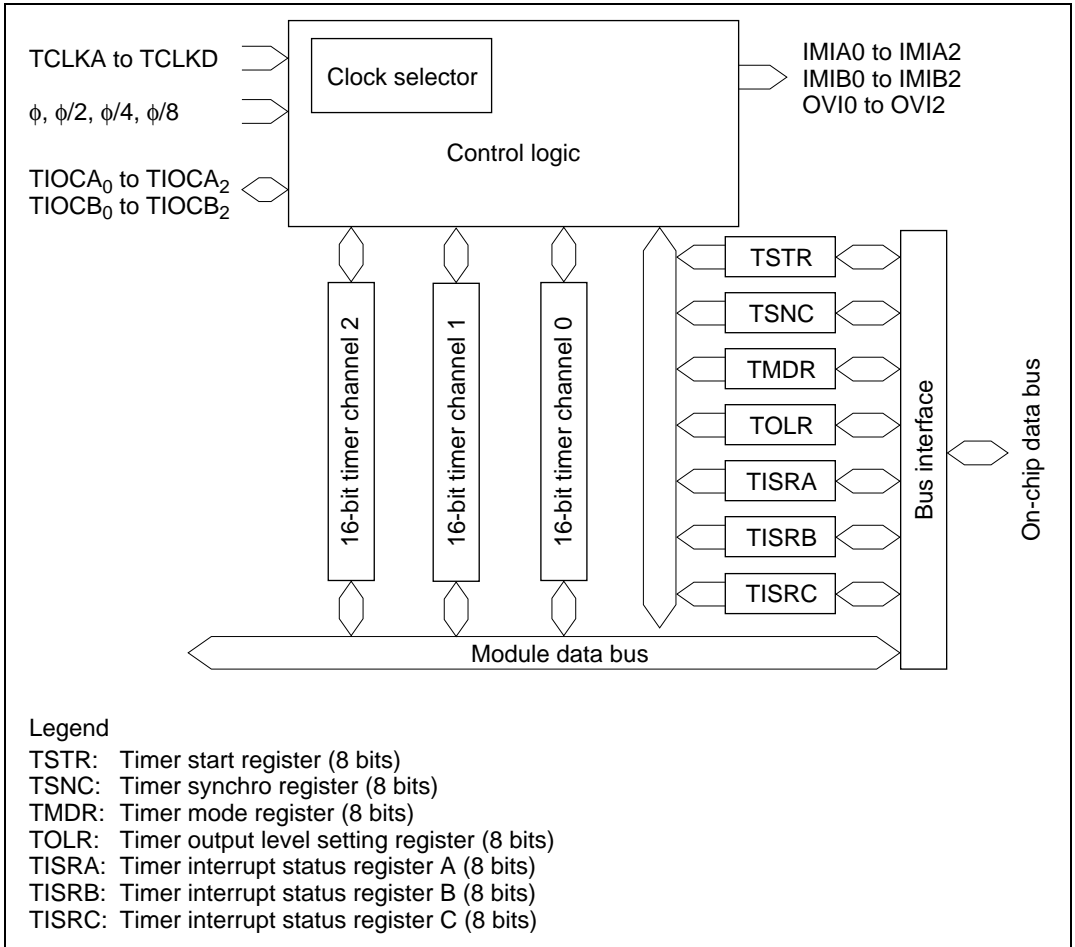 TCLKA to TCLKD
ϕ, ϕ/2, ϕ/4, ϕ/8
TIOCA0 to TIOCA2
TIOCB0 to TIOCB2
Clock selector
Control logic
IMIA0 to IMIA2
IMIB0 to IMIB2
OVI0 to OVI2
16-bit timer channel 2
16-bit timer channel 1
16-bit timer channel 0
TSTR
TSNC
TMDR
TOLR
TISRA
TISRB
TISRC
Bus interface
On-chip data bus
Module data bus
Legend
TSTR: Timer start register (8 bits)
TSNC: Timer synchro register (8 bits)
TMDR: Timer mode register (8 bits)
TOLR: Timer output level setting register (8 bits)
TISRA: Timer interrupt status register A (8 bits)
TISRB: Timer interrupt status register B (8 bits)
TISRC: Timer interrupt status register C (8 bits)